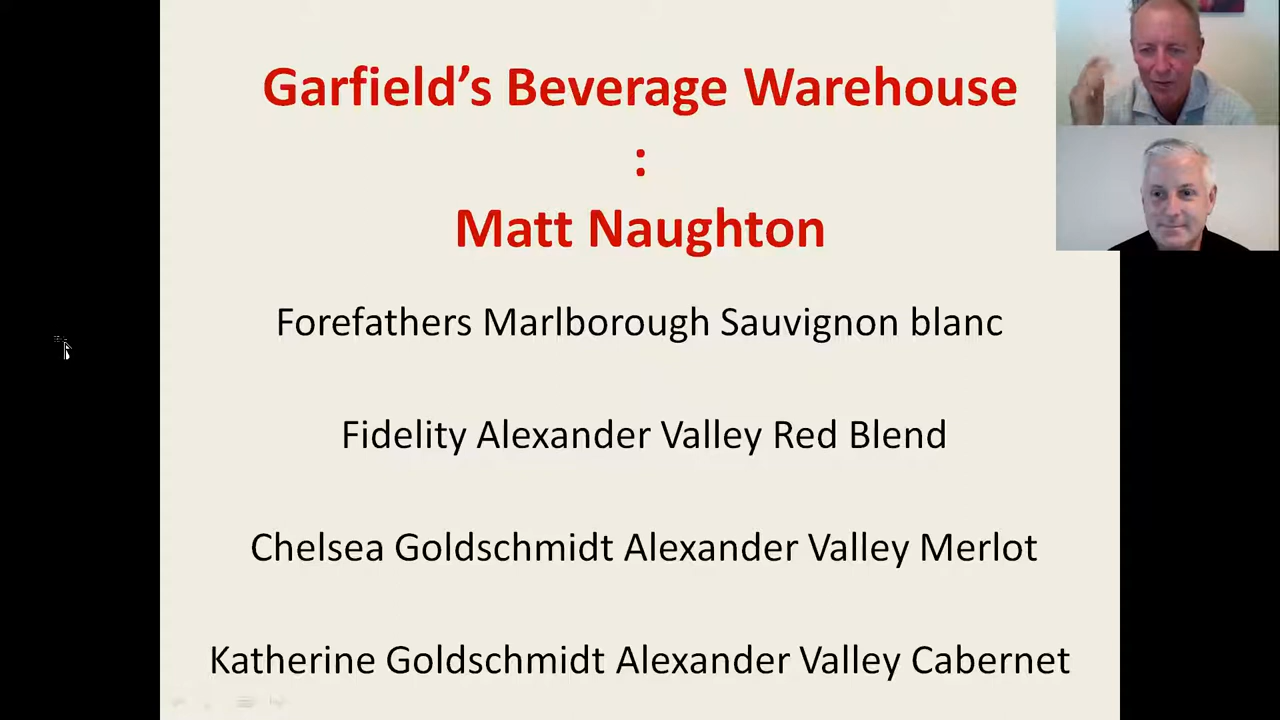 Garfield’s Beverage Warehouse
:
Matt Naughton
Forefathers Marlborough Sauvignon blanc
Fidelity Alexander Valley Red Blend
Chelsea Goldschmidt Alexander Valley Merlot
Katherine Goldschmidt Alexander Valley Cabernet